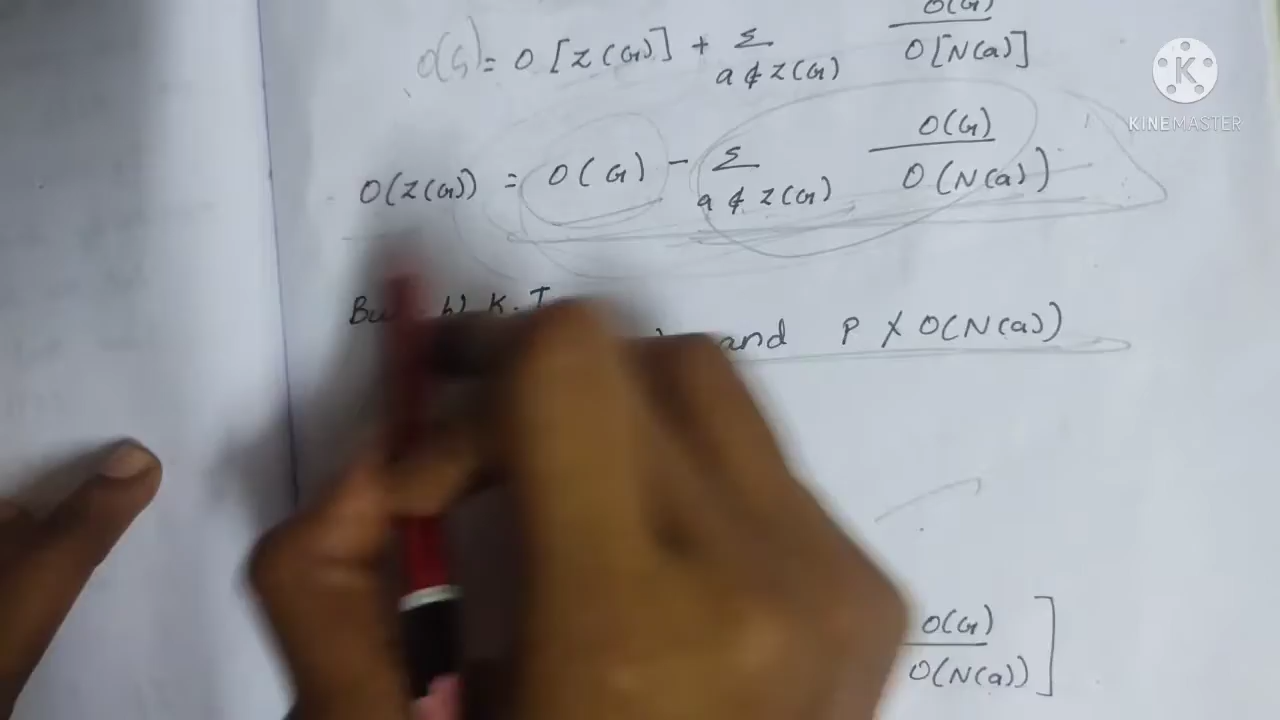 O(G) = O [Z(G)] + Σ a∉Z(G) O(G) / O[N(a)]
O(Z(G)) = O(G) - Σ a∉Z(G) O(G) / O(N(a))
K.T
and P ∤ O(N(a))
O(G) / O(N(a)) ]
K
KINEMASTER